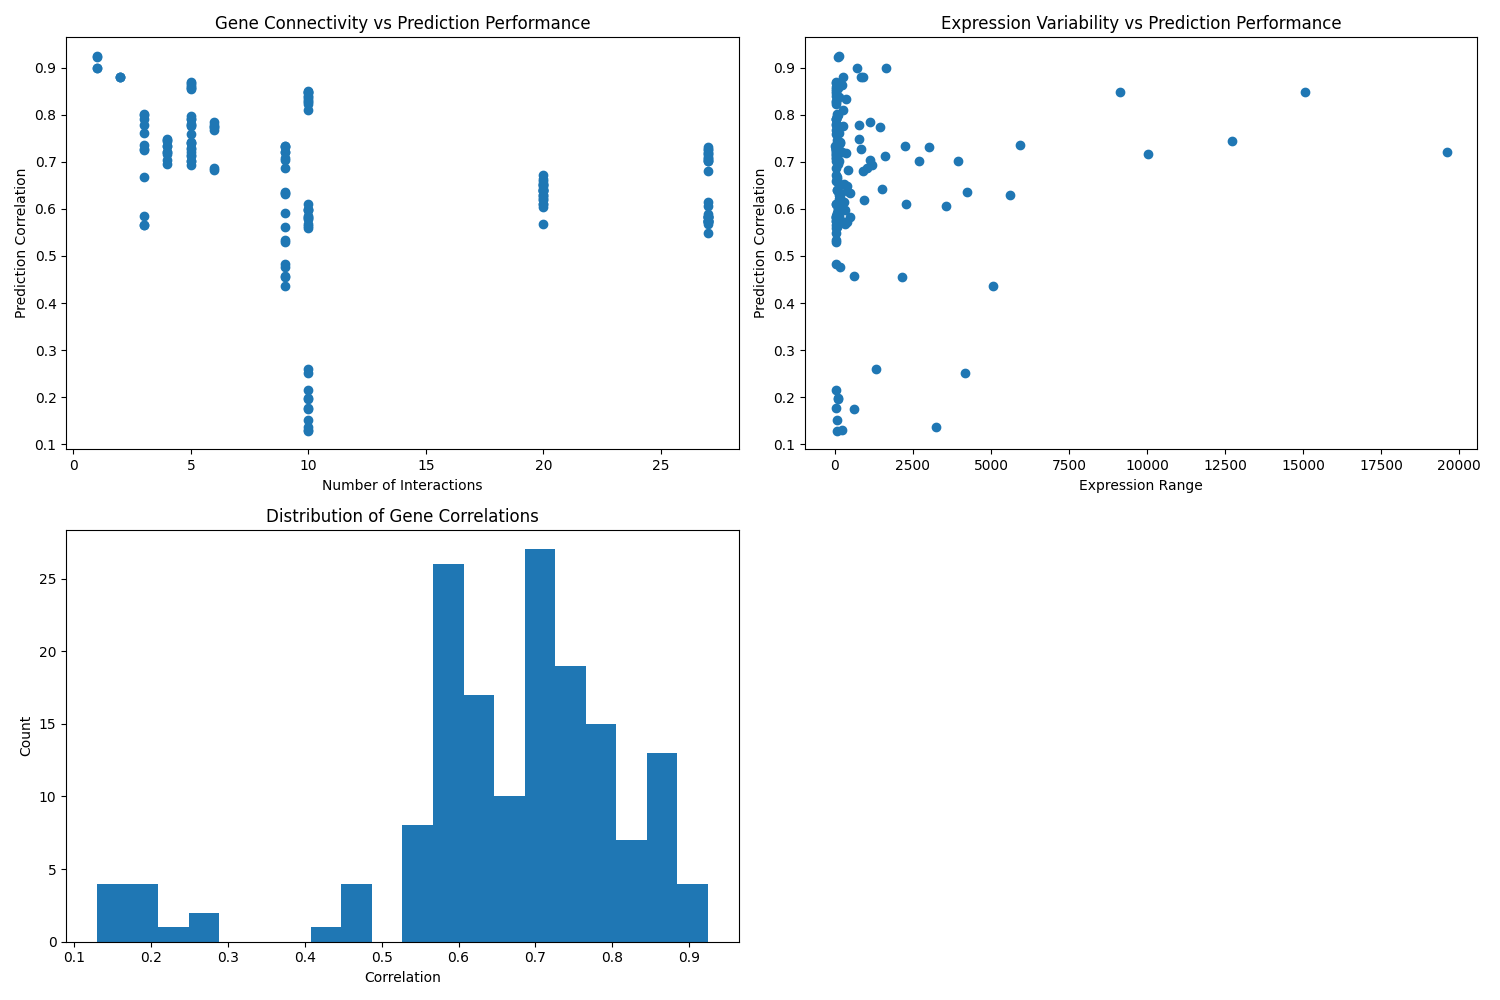 Gene Connectivity vs Prediction Performance
Prediction Correlation
0.9
0.8
0.7
0.6
0.5
0.4
0.3
0.2
0.1
0 5 10 15 20 25
Number of Interactions
Expression Variability vs Prediction Performance
Prediction Correlation
0.9
0.8
0.7
0.6
0.5
0.4
0.3
0.2
0.1
0 2500 5000 7500 10000 12500 15000 17500 20000
Expression Range
Distribution of Gene Correlations
Count
25
20
15
10
5
0
0.1 0.2 0.3 0.4 0.5 0.6 0.7 0.8 0.9
Correlation